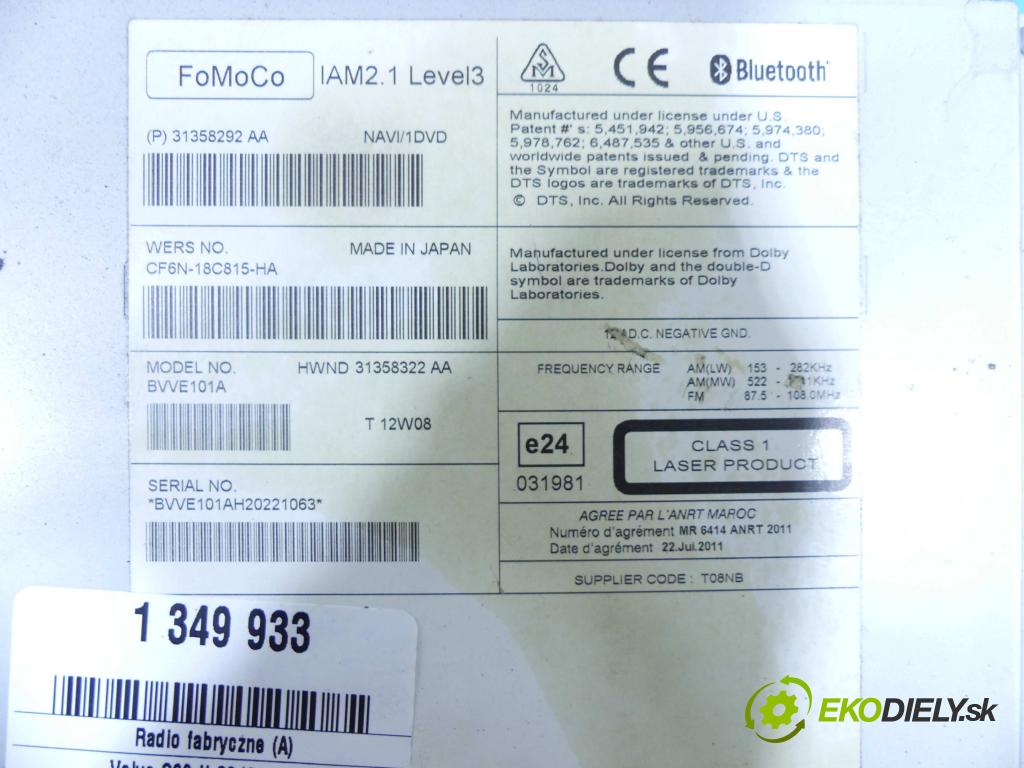 FoMoCo IAM2.1 Level3
(P) 31358292 AA NAVI/1DVD
WERS NO. MADE IN JAPAN
CF6N-18C815-HA
MODEL NO. HWND 31358322 AA
BVVE101A
T 12W08
SERIAL NO.
*BVVE101AH20221063*
SM
1024
CE
Bluetooth
Manufactured under license under U.S.
Patent #' s: 5,451,942; 5,956,674; 5,974,380;
5,978,762; 6,487,535 & other U.S. and
worldwide patents issued & pending. DTS and
the Symbol are registered trademarks & the
DTS logos are trademarks of DTS, Inc.
© DTS, Inc. All Rights Reserved.
Manufactured under license from Dolby
Laboratories.Dolby and the double-D
symbol are trademarks of Dolby
Laboratories.
D.C. NEGATIVE GND.
FREQUENCY RANGE AM(LW) 153 - 282KHz
AM(MW) 522 -
FM 87.5 - 108.0MHz
e24
031981
CLASS 1
LASER PRODUCT
AGREE PAR L'ANRT MAROC
Numéro d'agrément MR 6414 ANRT 2011
Date d'agrément 22.Jul.2011
SUPPLIER CODE : T08NB
1 349 933
Radio fabryczne (A)
Volvo
EKODIELY.sk